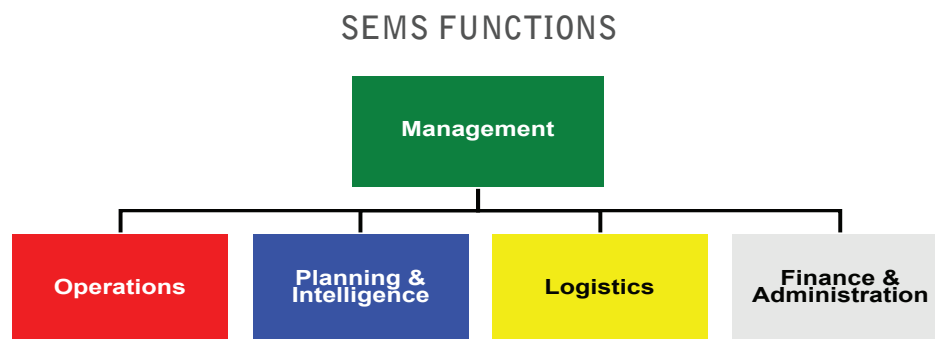 SEMS FUNCTIONS
Management
Operations
Planning &
Intelligence
Logistics
Finance &
Administration